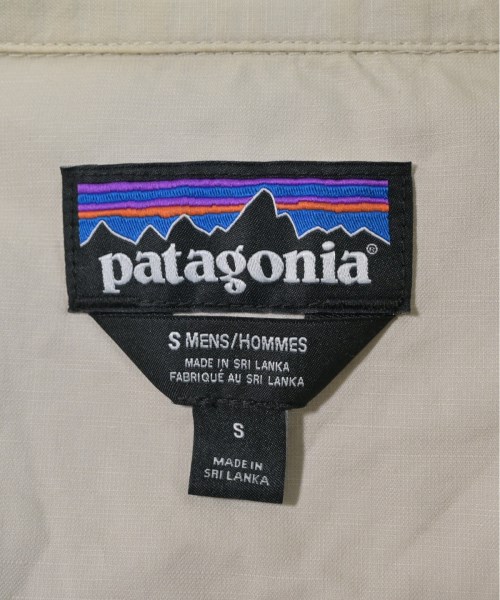 patagonia®
S MENS/HOMMES
MADE IN SRI LANKA
FABRIQUÉ AU SRI LANKA
S
MADE IN
SRI LANKA